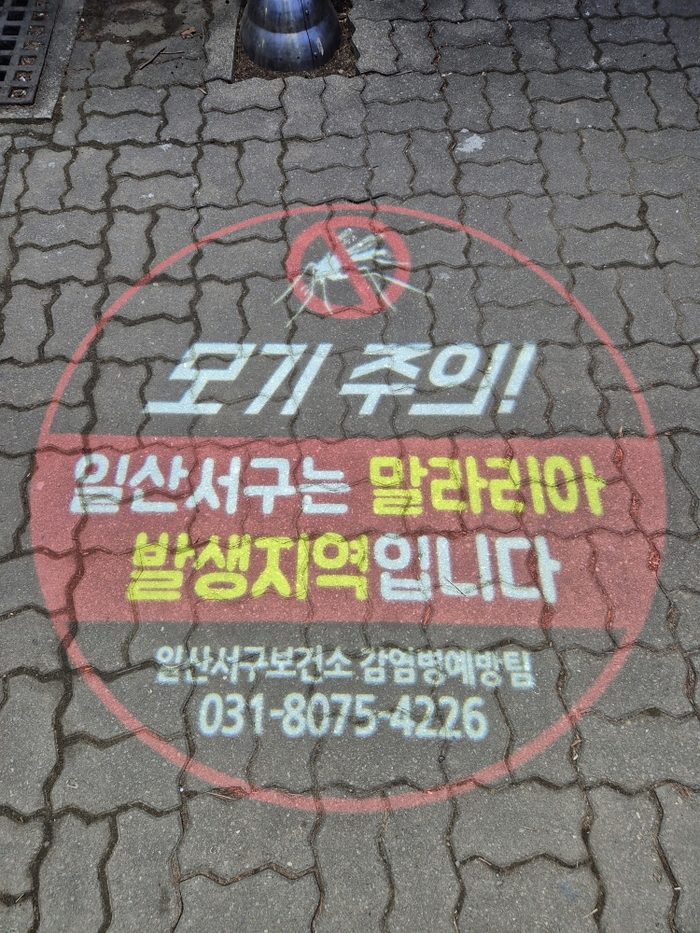 모기 주의!
일산서구는 말라리아
발생지역입니다
일산서구보건소 감염병예방팀
031-8075-4226